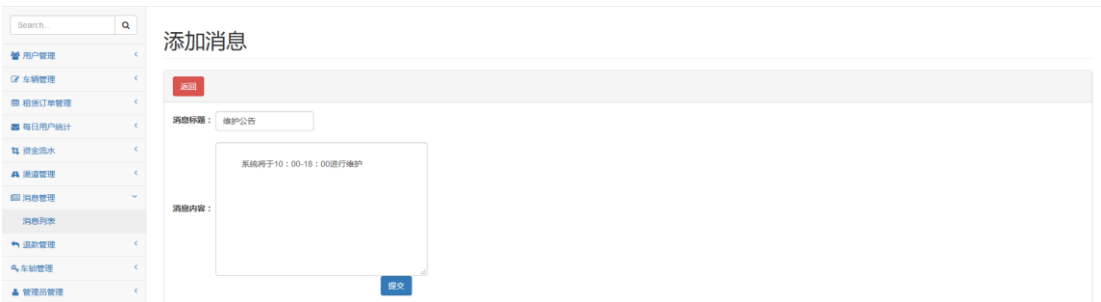 Search...
添加消息
用户管理
车辆管理
返回
租赁订单管理
消息标题： 维护公告
每日用户统计
资金流水
系统将于10：00-18：00进行维护
渠道管理
消息管理
消息内容：
消息列表
退款管理
车锁管理
提交
管理员管理